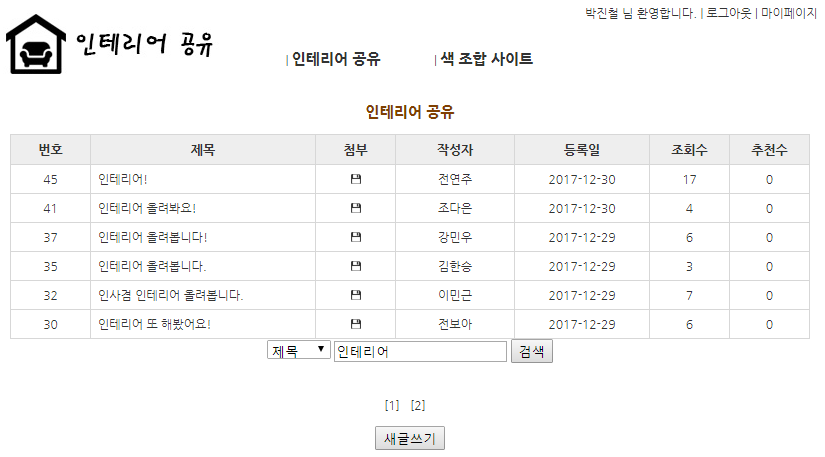 박진철 님 환영합니다. | 로그아웃 | 마이페이지
인테리어 공유
| 인테리어 공유 | 색 조합 사이트
인테리어 공유
번호 제목 첨부 작성자 등록일 조회수 추천수
45 인테리어! 전연주 2017-12-30 17 0
41 인테리어 올려봐요! 조다은 2017-12-30 4 0
37 인테리어 올려봅니다! 강민우 2017-12-29 6 0
35 인테리어 올려봅니다. 김한승 2017-12-29 3 0
32 인사겸 인테리어 올려봅니다. 이민근 2017-12-29 7 0
30 인테리어 또 해봤어요! 전보아 2017-12-29 6 0
제목 인테리어 검색
[1] [2]
새글쓰기